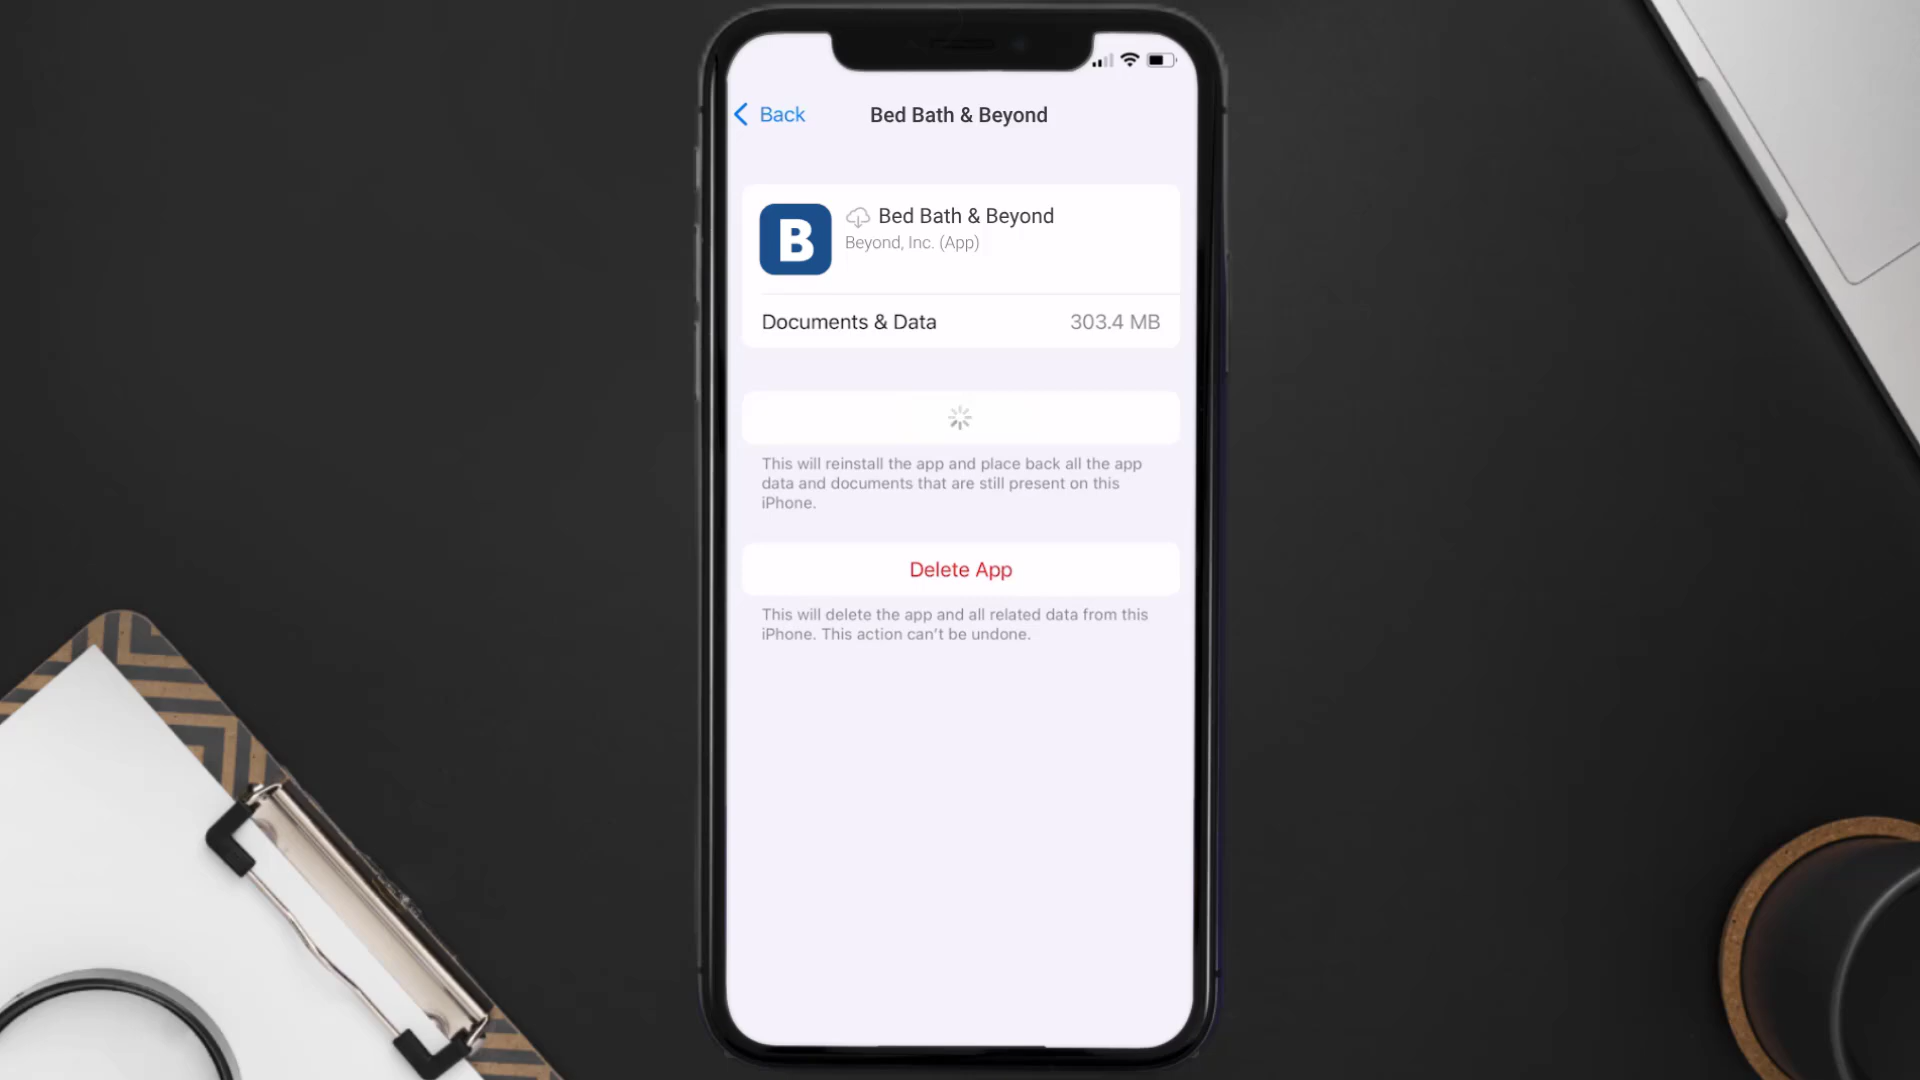 Back
Bed Bath & Beyond
B
Bed Bath & Beyond
Beyond, Inc. (App)
Documents & Data 303.4 MB
This will reinstall the app and place back all the app
data and documents that are still present on this
iPhone.
Delete App
This will delete the app and all related data from this
iPhone. This action can't be undone.